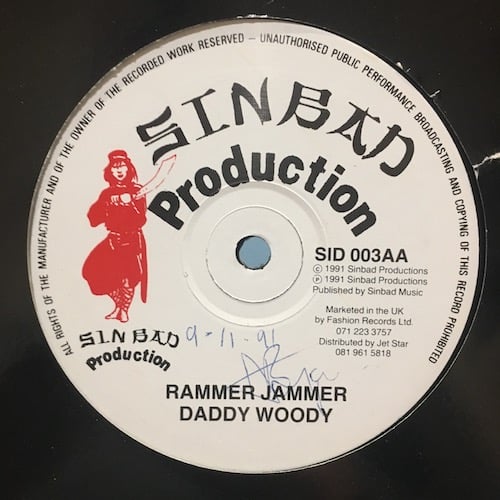 ALL RIGHTS OF THE MANUFACTURER AND OF THE OWNER OF THE RECORDED WORK RESERVED – UNAUTHORISED PUBLIC PERFORMANCE BROADCASTING AND COPYING OF THIS RECORD PROHIBITED
SINBAD
Production
SID 003AA
© 1991 Sinbad Productions
℗ 1991 Sinbad Productions
Published by Sinbad Music
Marketed in the UK
by Fashion Records Ltd.
071 223 3757
Distributed by Jet Star
081 961 5818
SINBAD
Production
9-11-91
RAMMER JAMMER
DADDY WOODY